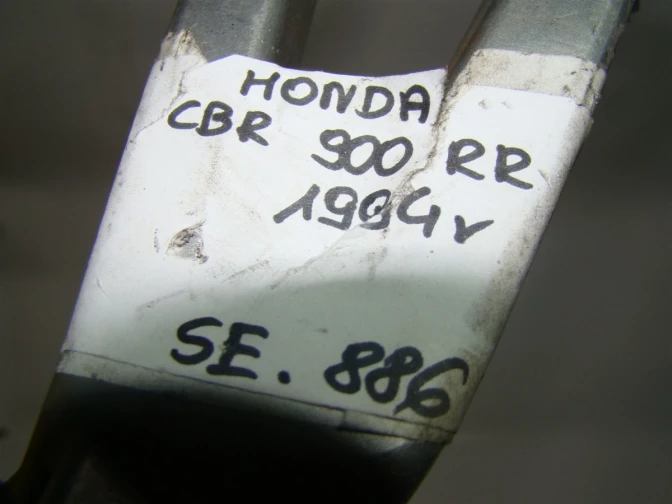 HONDA
CBR 900 RR
1994r
SE. 886